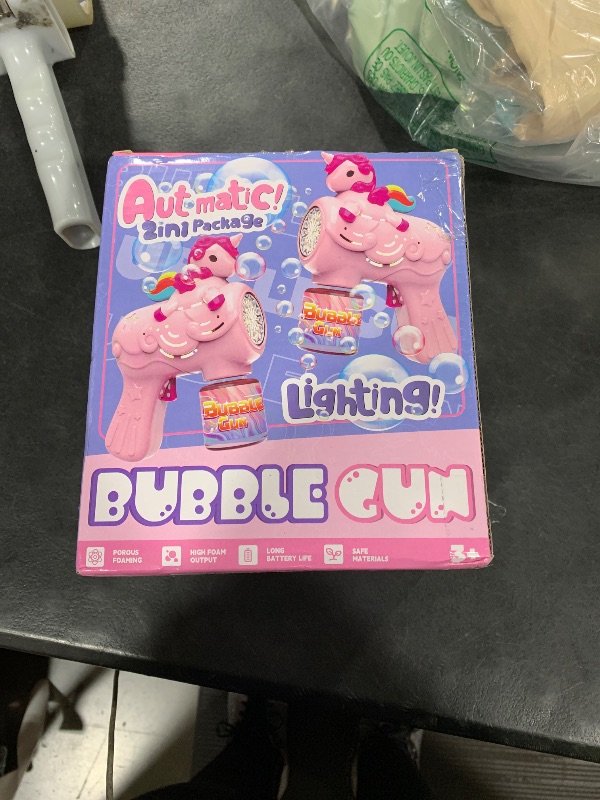 Automatic!
2in1 Package
BUBBLE
GUN
BUBBLE
GUN
Lighting!
BUBBLE GUN
POROUS
FOAMING
HIGH FOAM
OUTPUT
LONG
BATTERY LIFE
SAFE
MATERIALS
3+